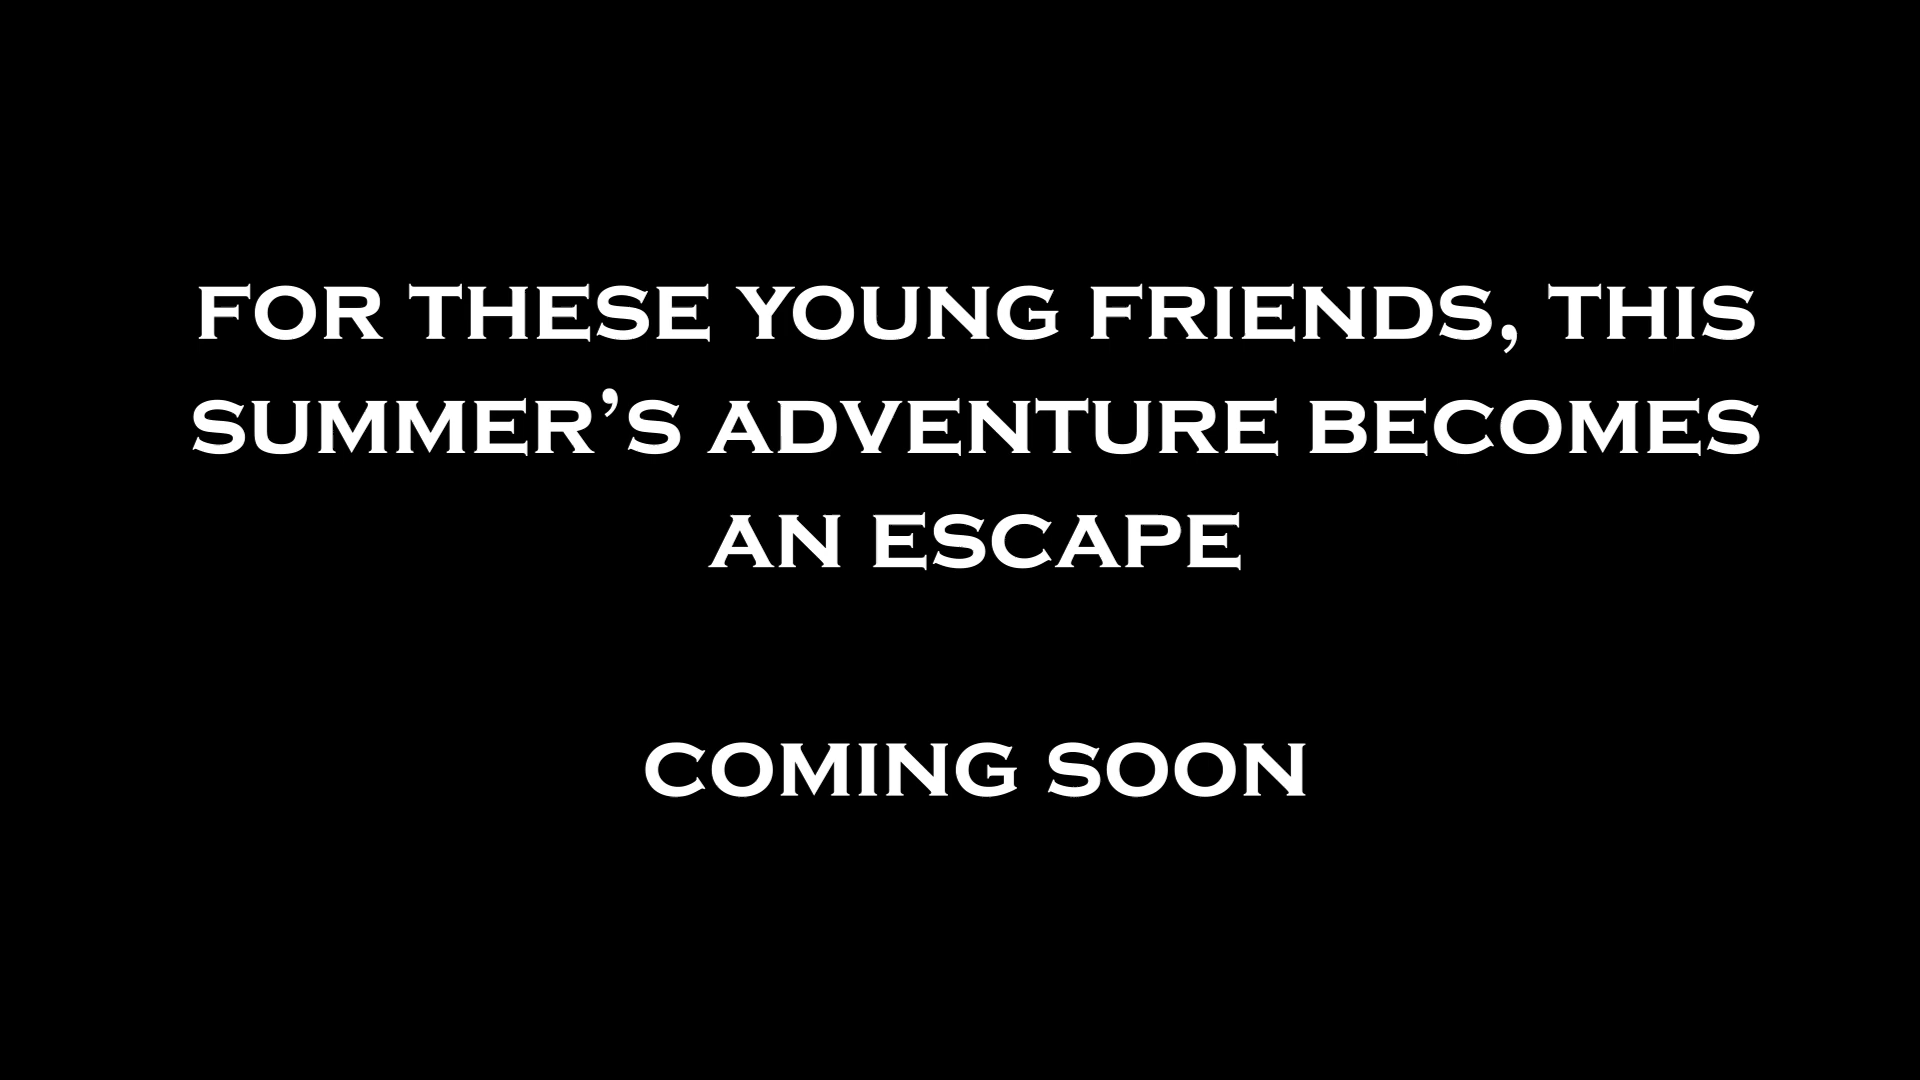 FOR THESE YOUNG FRIENDS, THIS
SUMMER’S ADVENTURE BECOMES
AN ESCAPE
COMING SOON